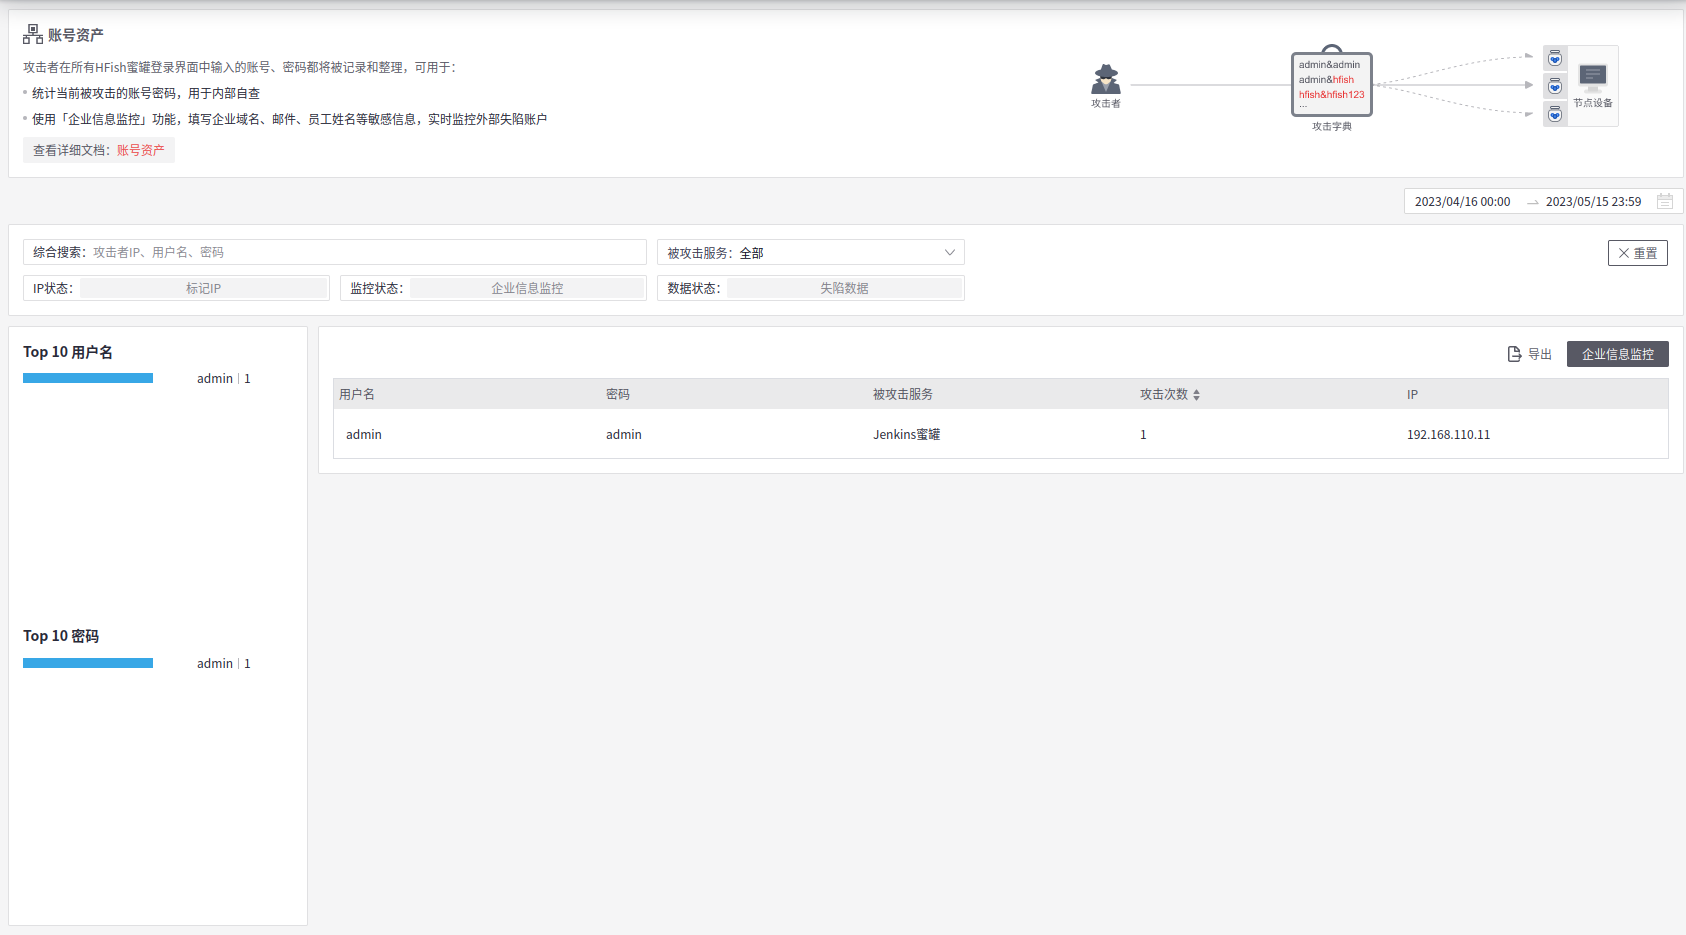 账号资产
攻击者在所有HFish蜜罐登录界面中输入的账号、密码都将被记录和整理，可用于：
统计当前被攻击的账号密码，用于内部自查
使用「企业信息监控」功能，填写企业域名、邮件、员工姓名等敏感信息，实时监控外部失陷账户
查看详细文档：账号资产
攻击者
admin&admin
admin&hfish
hfish&hfish123
...
攻击字典
节点设备
2023/04/16 00:00 2023/05/15 23:59
综合搜索：攻击者IP、用户名、密码
被攻击服务：全部
重置
IP状态： 标记IP
监控状态： 企业信息监控
数据状态： 失陷数据
Top 10 用户名
admin | 1
Top 10 密码
admin | 1
导出 企业信息监控
用户名 密码 被攻击服务 攻击次数 IP
admin admin Jenkins蜜罐 1 192.168.110.11